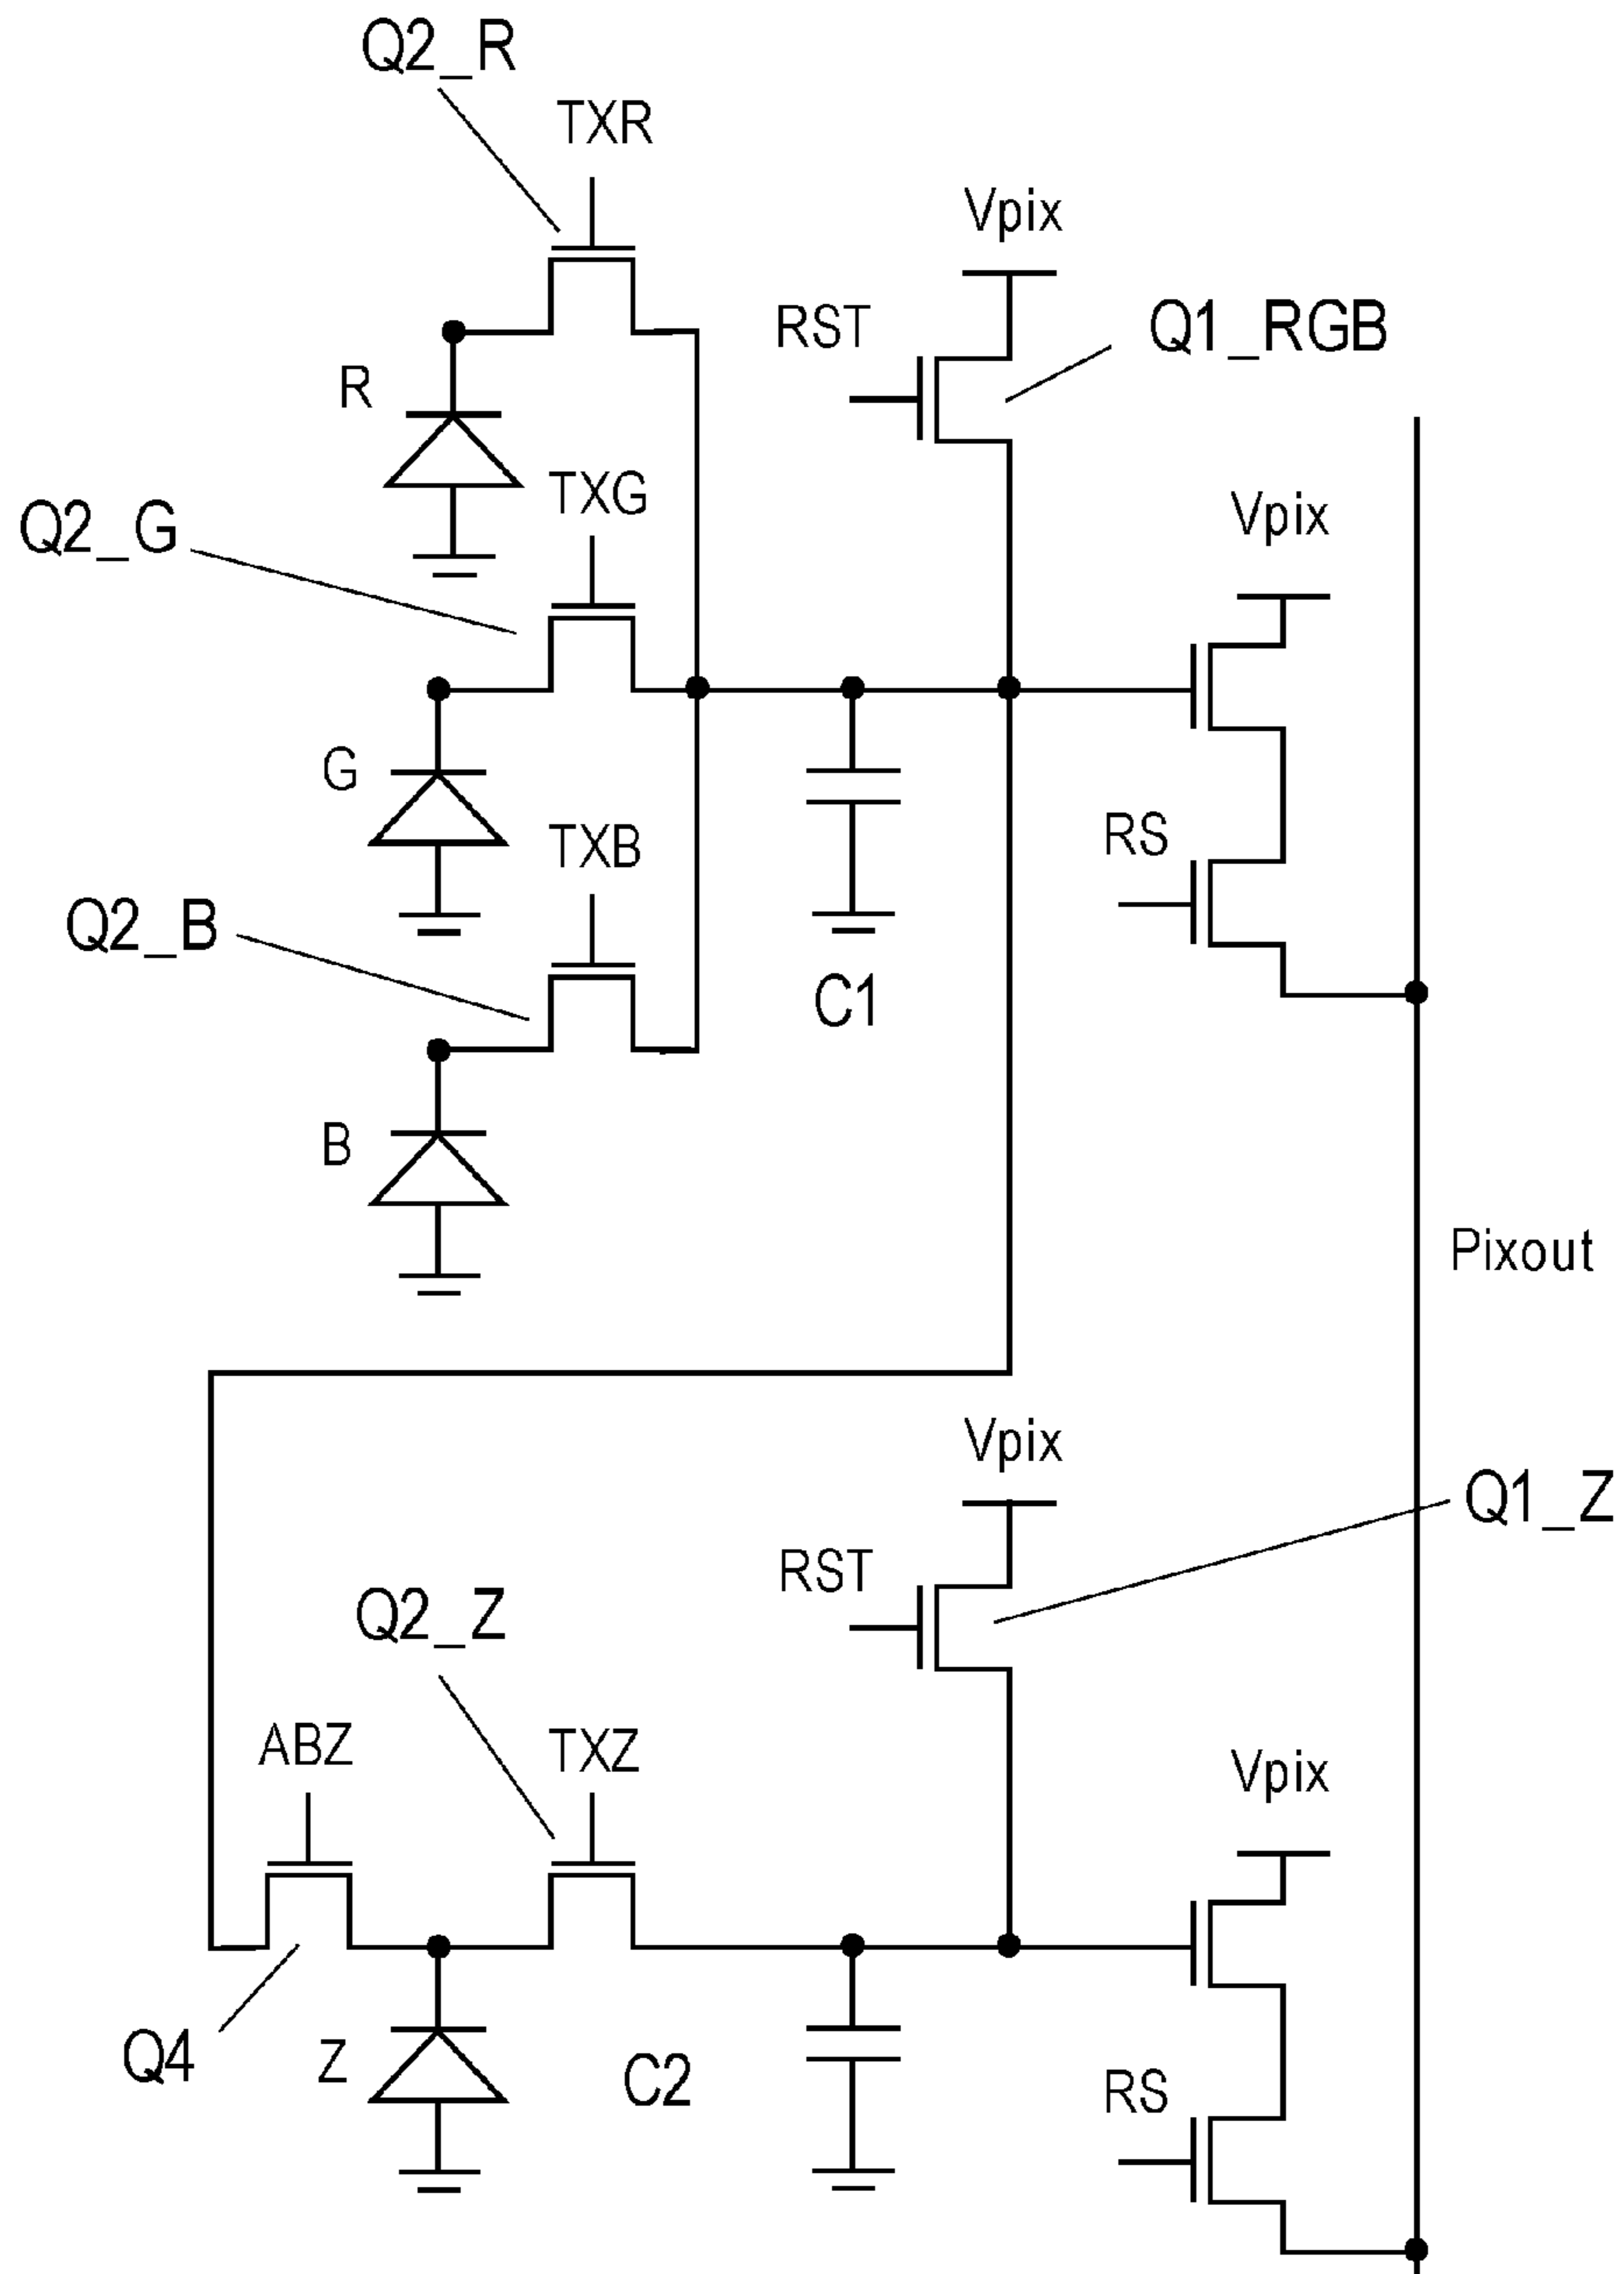 Q2_R
TXR
Vpix
RST
Q1_RGB
R
TXG
Vpix
Q2_G
G
TXB
RS
Q2_B
C1
B
Pixout
Vpix
Q1_Z
RST
Q2_Z
ABZ
TXZ
Vpix
Q4
Z
C2
RS